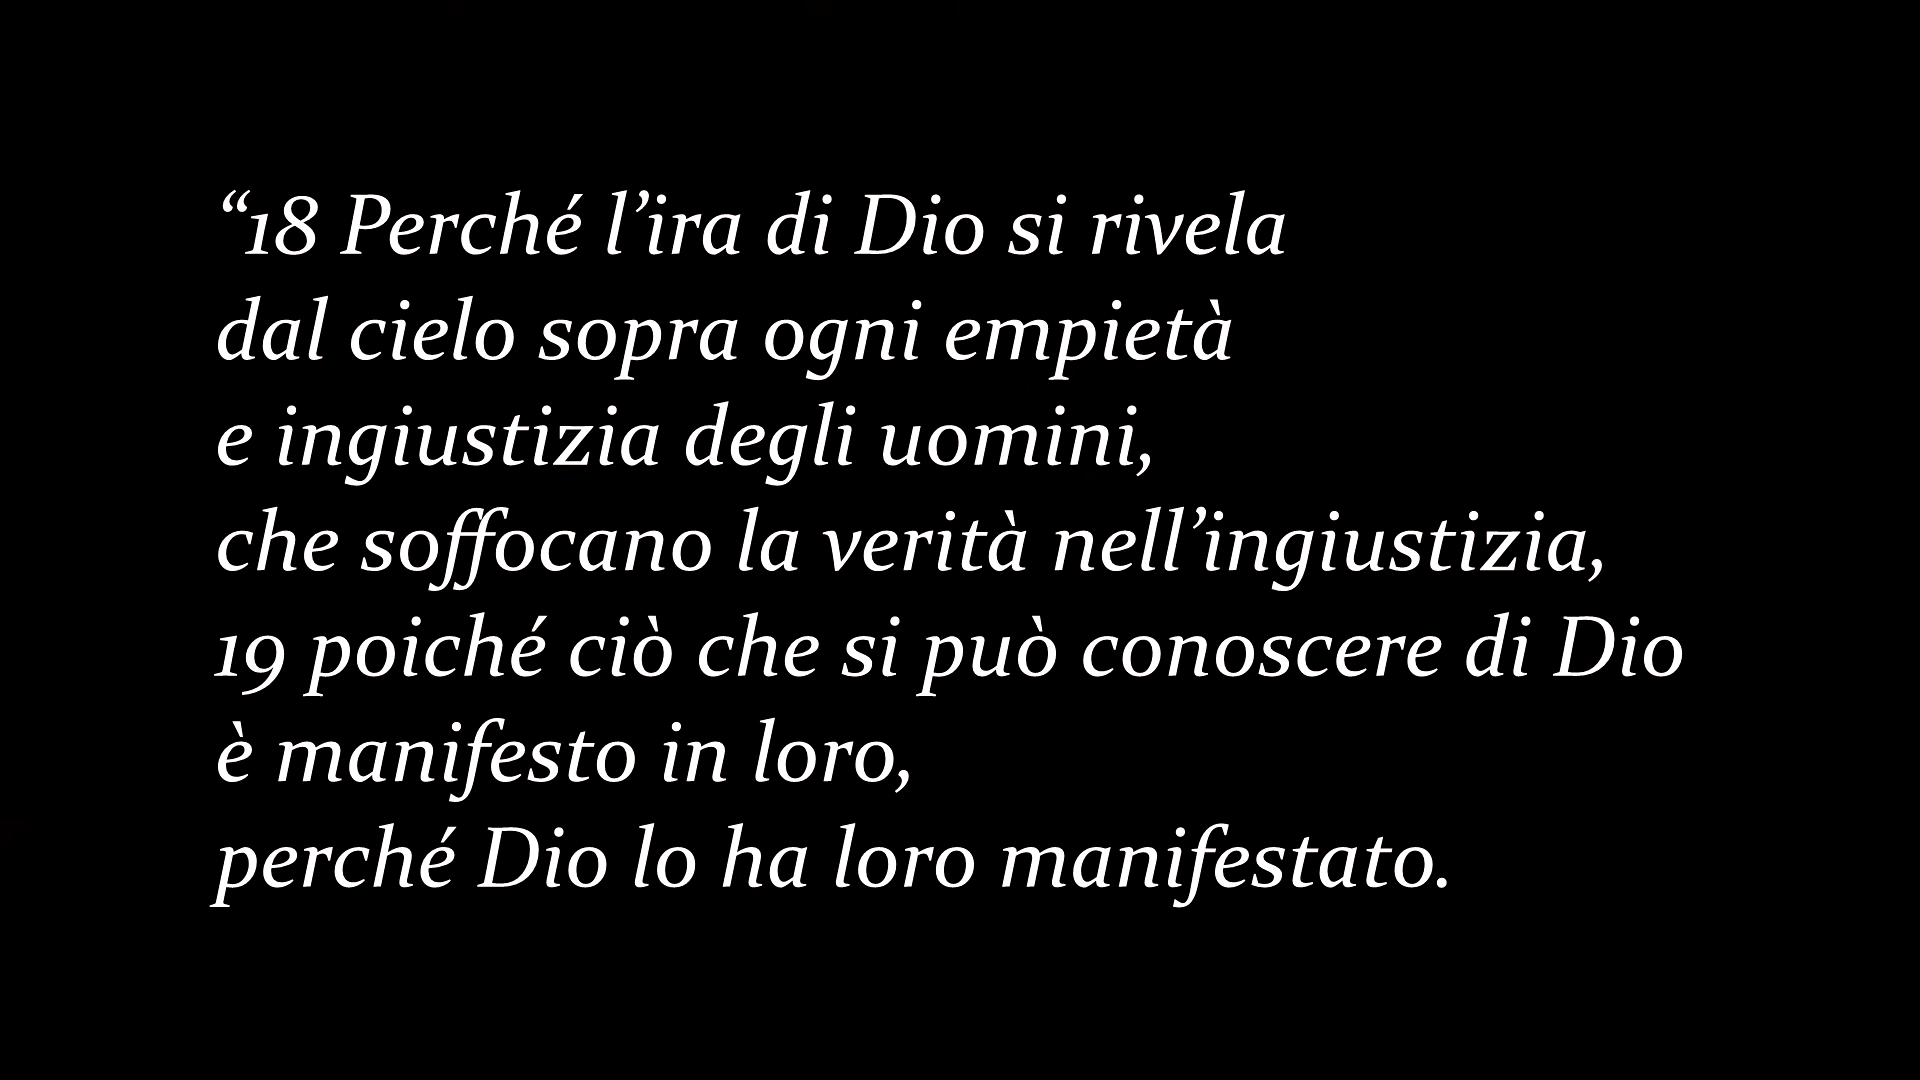 “18 Perché l’ira di Dio si rivela
dal cielo sopra ogni empietà
e ingiustizia degli uomini,
che soffocano la verità nell’ingiustizia,
19 poiché ciò che si può conoscere di Dio
è manifesto in loro,
perché Dio lo ha loro manifestato.